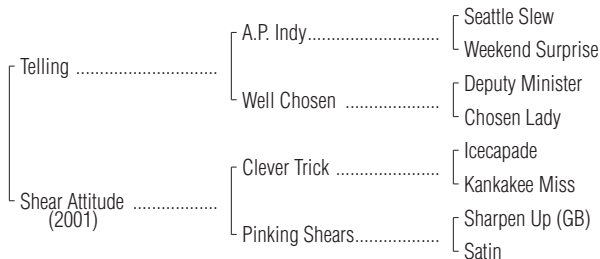 Seattle Slew
A.P. Indy..............................
Weekend Surprise
Telling ................................
Deputy Minister
Well Chosen .....................
Chosen Lady
Icecapade
Clever Trick .......................
Kankakee Miss
Shear Attitude ...................
(2001)
Sharpen Up (GB)
Pinking Shears...................
Satin